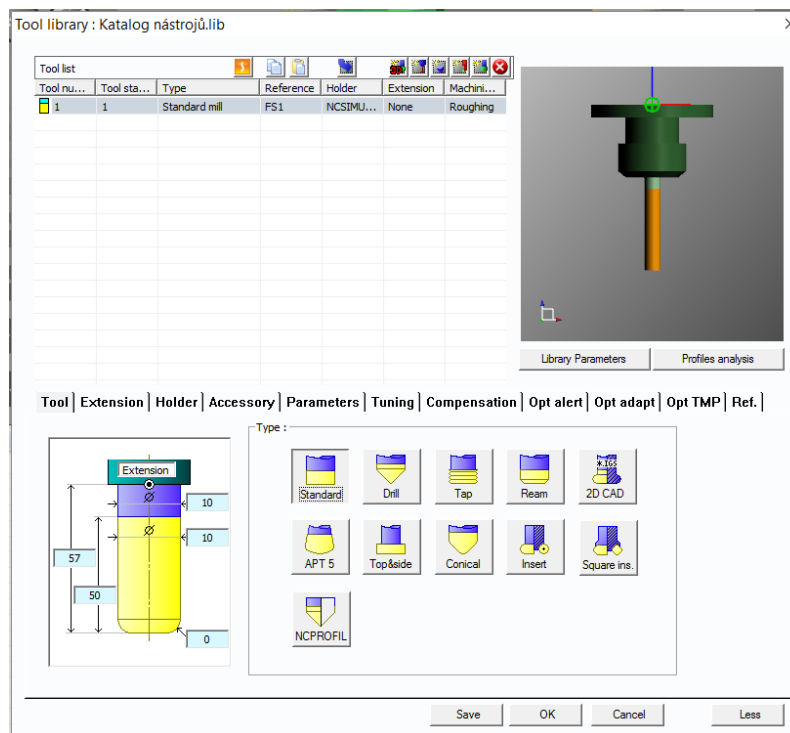 Tool library : Katalog nástrojů.lib
Tool list
Tool nu... Tool sta... Type Reference Holder Extension Machini...
1 1 Standard mill FS1 NCSIMU... None Roughing
Library Parameters Profiles analysis
Tool Extension Holder Accessory Parameters Tuning Compensation Opt alert Opt adapt Opt TMP Ref.
Type :
Extension
10
10
57
50
0
*.IGS
Standard Drill Tap Ream 2D CAD
APT 5 Top&side Conical Insert Square ins.
NCPROFIL
Save OK Cancel Less